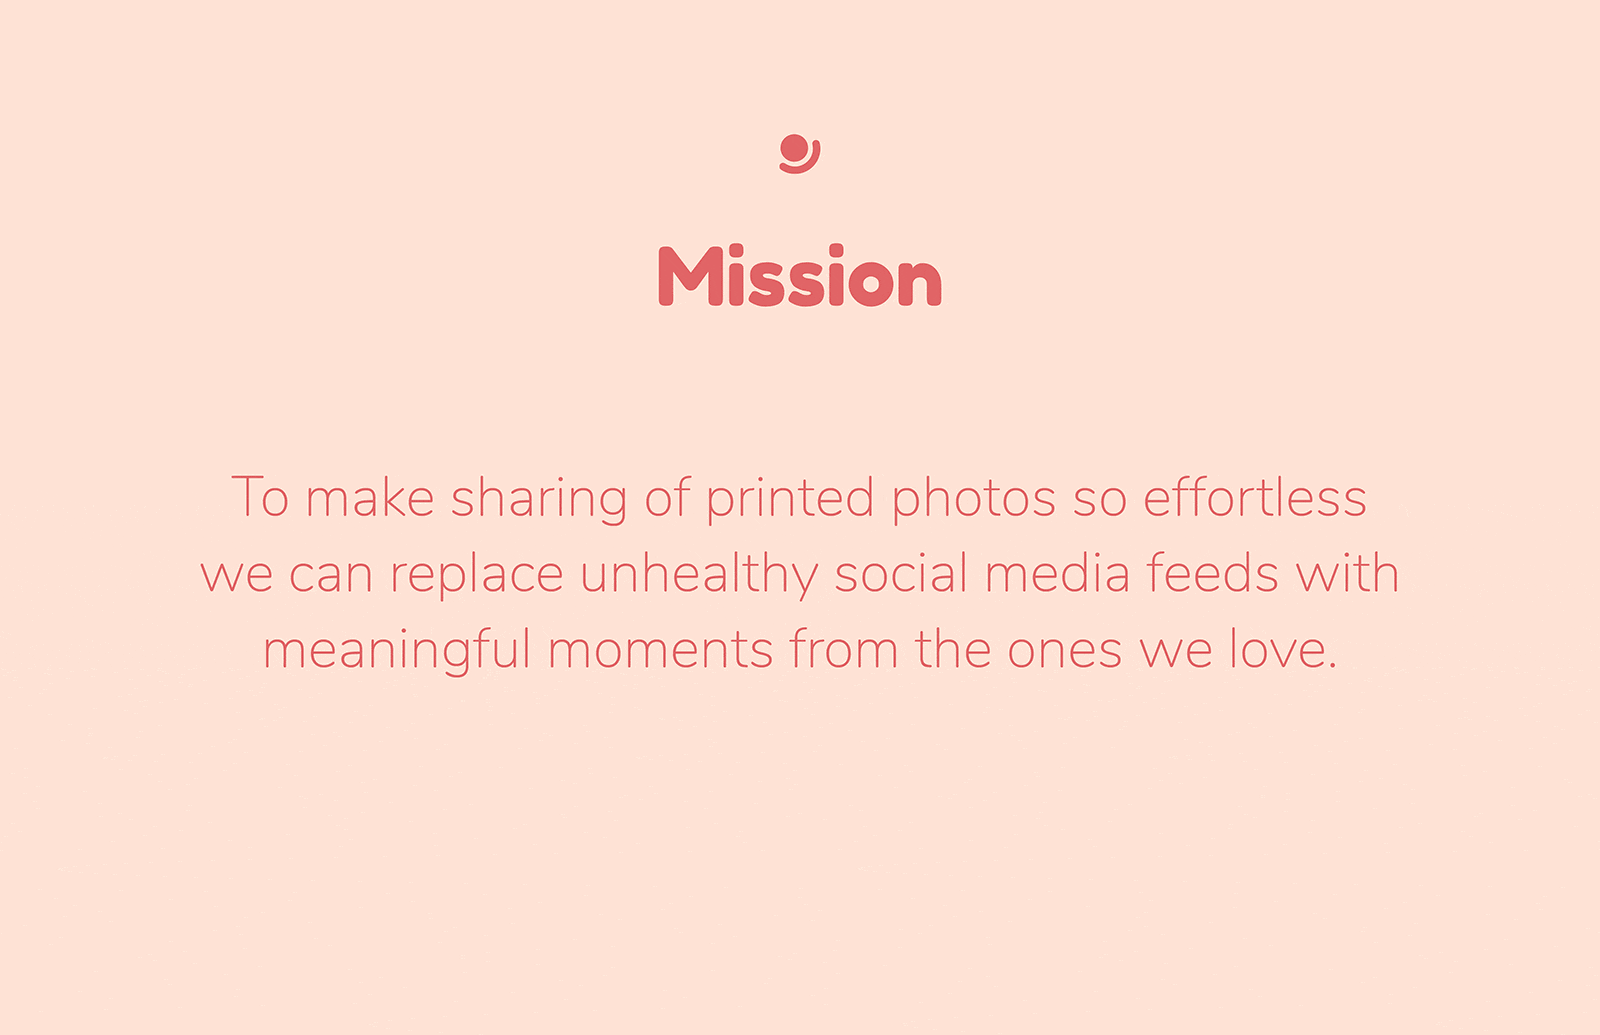 Mission
To make sharing of printed photos so effortless
we can replace unhealthy social media feeds with
meaningful moments from the ones we love.